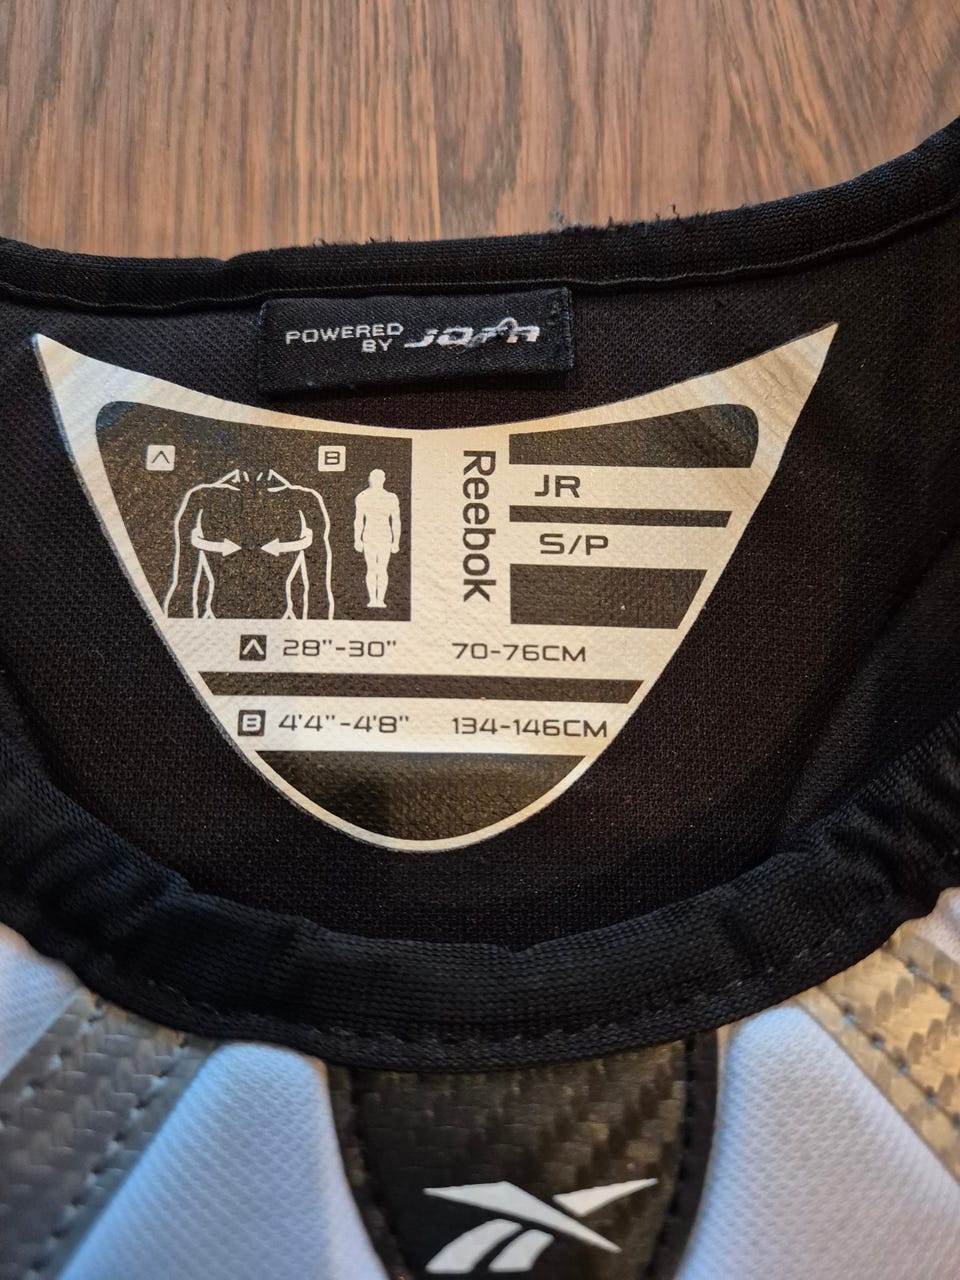 POWERED
BY JOFA
A
B
Reebok
JR
S/P
A 28"-30" 70-76CM
B 4'4"-4'8" 134-146CM